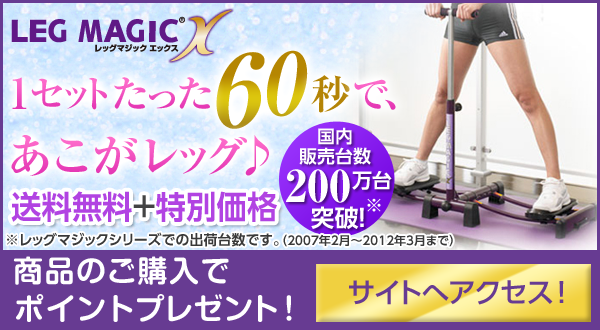 LEG MAGIC® X
レッグマジック エックス
1セットたった60秒で、
あこがレッグ♪
国内
販売台数
200万台
突破!※
送料無料+特別価格
※レッグマジックシリーズでの出荷台数です。(2007年2月～2012年3月まで)
商品のご購入で
ポイントプレゼント!
サイトへアクセス!